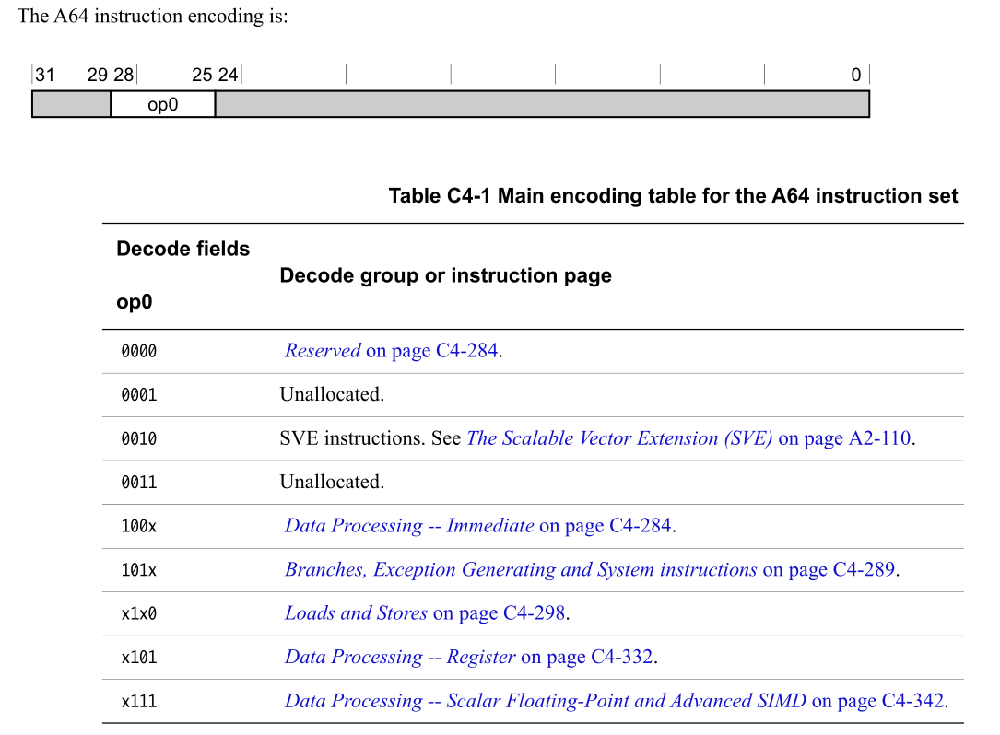 The A64 instruction encoding is:
31 29 28 25 24 0
op0
Table C4-1 Main encoding table for the A64 instruction set
Decode fields
Decode group or instruction page
op0
0000 Reserved on page C4-284.
0001 Unallocated.
0010 SVE instructions. See The Scalable Vector Extension (SVE) on page A2-110.
0011 Unallocated.
100x Data Processing -- Immediate on page C4-284.
101x Branches, Exception Generating and System instructions on page C4-289.
x1x0 Loads and Stores on page C4-298.
x101 Data Processing -- Register on page C4-332.
x111 Data Processing -- Scalar Floating-Point and Advanced SIMD on page C4-342.